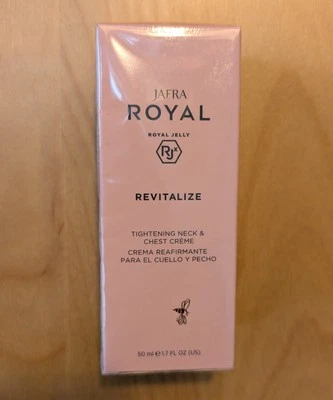 JAFRA
ROYAL
ROYAL JELLY
RJx
REVITALIZE
TIGHTENING NECK &
CHEST CRÈME
CREMA REAFIRMANTE
PARA EL CUELLO Y PECHO
50 ml ℮ 1.7 FL OZ (US)